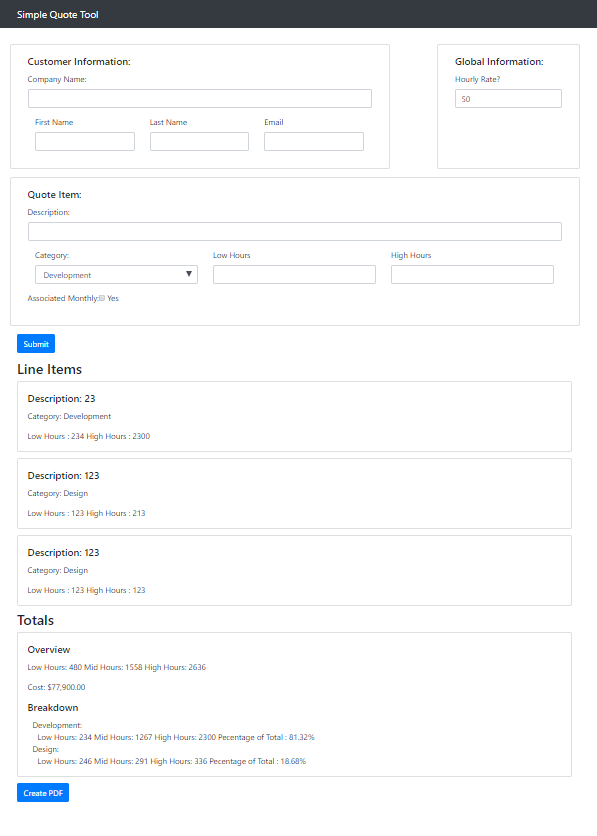 Simple Quote Tool
Customer Information:
Company Name:
First Name Last Name Email
Global Information:
Hourly Rate?
50
Quote Item:
Description:
Category: Low Hours High Hours
Development
Associated Monthly: Yes
Submit
Line Items
Description: 23
Category: Development
Low Hours : 234 High Hours : 2300
Description: 123
Category: Design
Low Hours : 123 High Hours : 213
Description: 123
Category: Design
Low Hours : 123 High Hours : 123
Totals
Overview
Low Hours: 480 Mid Hours: 1558 High Hours: 2636
Cost: $77,900.00
Breakdown
Development:
Low Hours: 234 Mid Hours: 1267 High Hours: 2300 Pecentage of Total : 81.32%
Design:
Low Hours: 246 Mid Hours: 291 High Hours: 336 Pecentage of Total : 18.68%
Create PDF